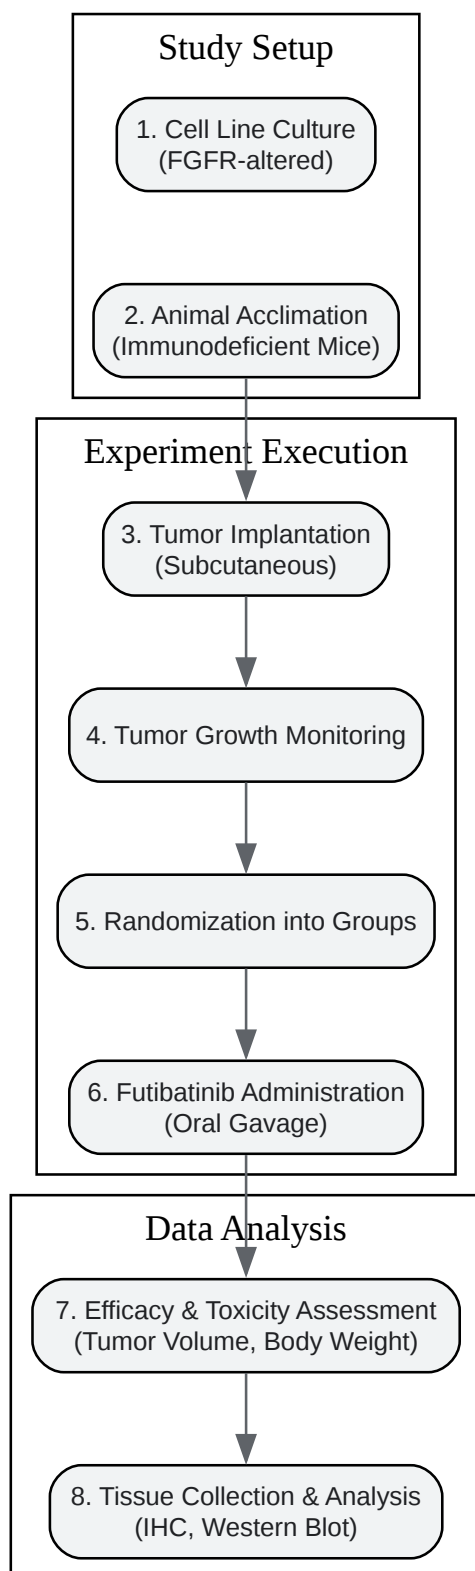 Study Setup
1. Cell Line Culture
(FGFR-altered)
2. Animal Acclimation
(Immunodeficient Mice)
Experiment Execution
3. Tumor Implantation
(Subcutaneous)
4. Tumor Growth Monitoring
5. Randomization into Groups
6. Futibatinib Administration
(Oral Gavage)
Data Analysis
7. Efficacy & Toxicity Assessment
(Tumor Volume, Body Weight)
8. Tissue Collection & Analysis
(IHC, Western Blot)